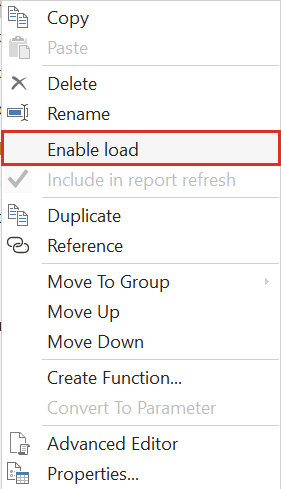 Copy
Paste
Delete
Rename
Enable load
Include in report refresh
Duplicate
Reference
Move To Group
Move Up
Move Down
Create Function...
Convert To Parameter
Advanced Editor
Properties...